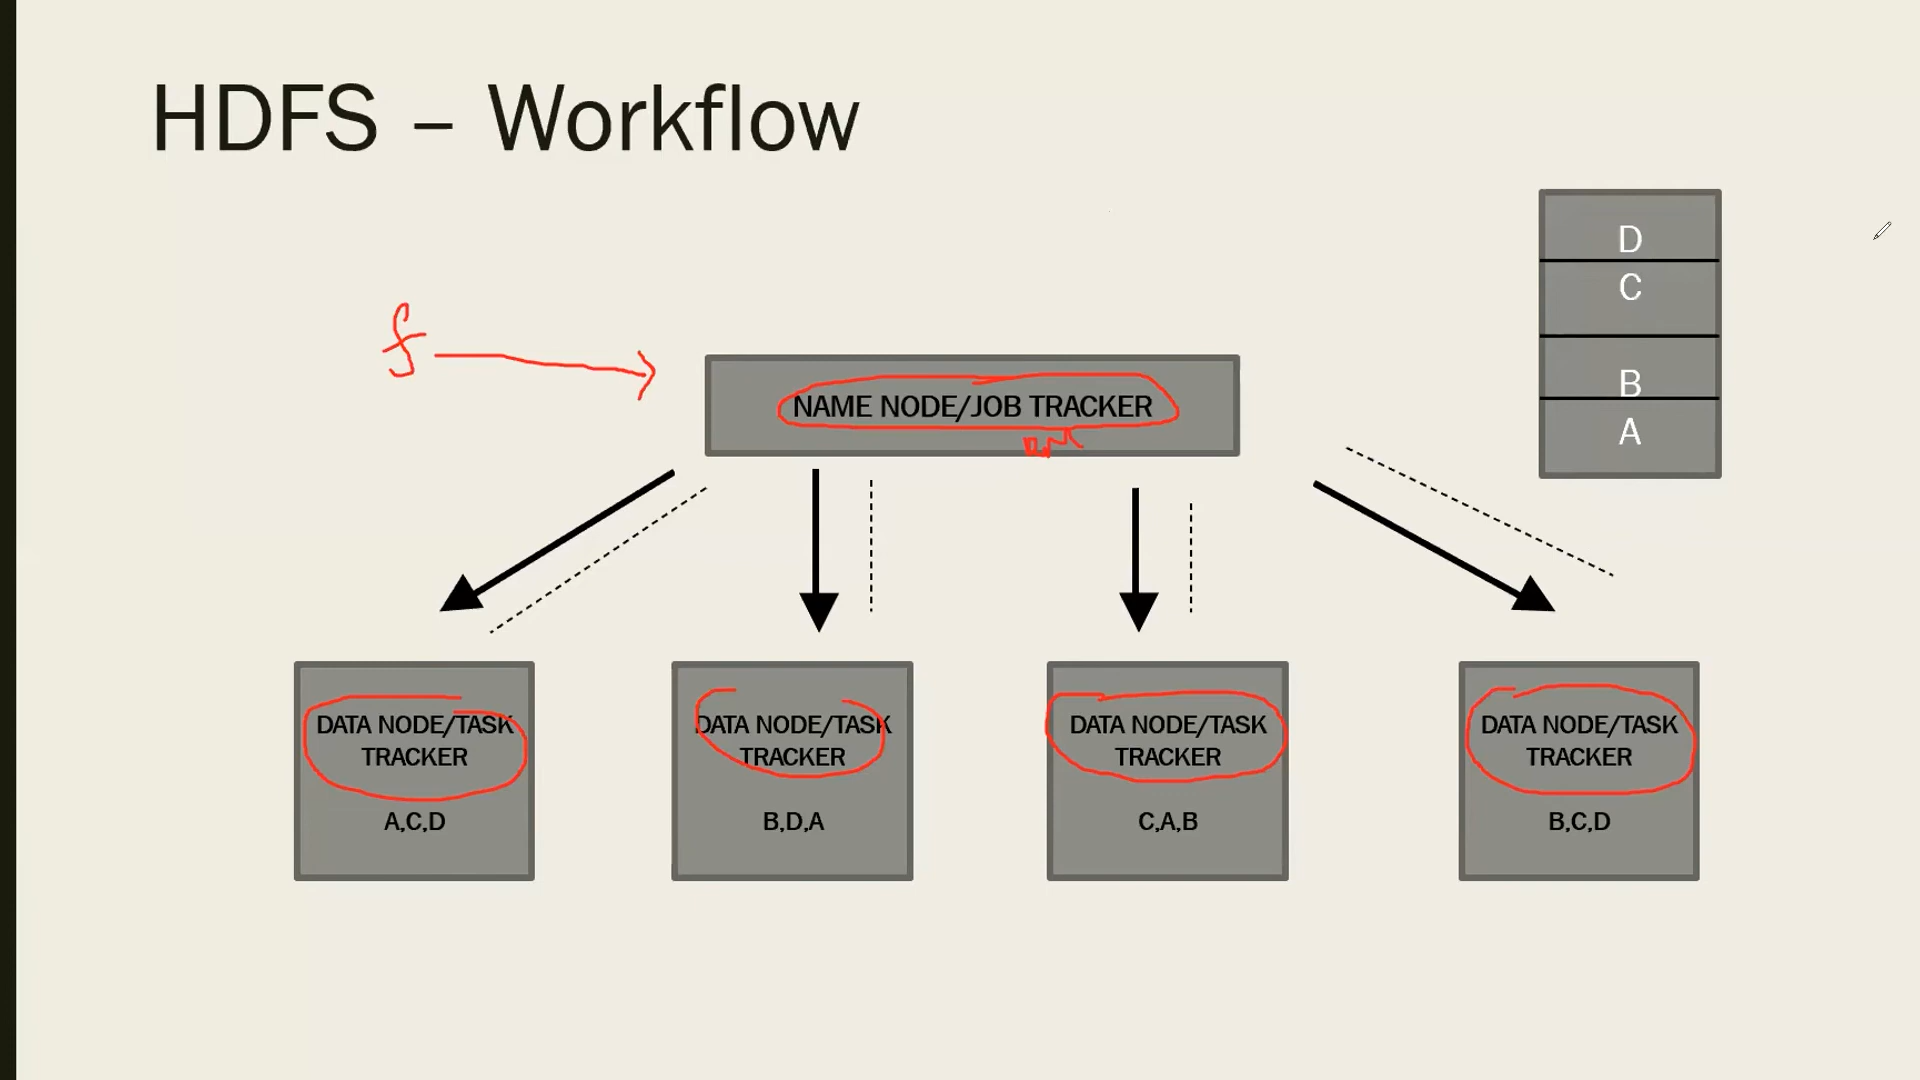 HDFS – Workflow
D
C
B
A
f
NAME NODE/JOB TRACKER
DATA NODE/TASK
TRACKER
A,C,D
DATA NODE/TASK
TRACKER
B,D,A
DATA NODE/TASK
TRACKER
C,A,B
DATA NODE/TASK
TRACKER
B,C,D